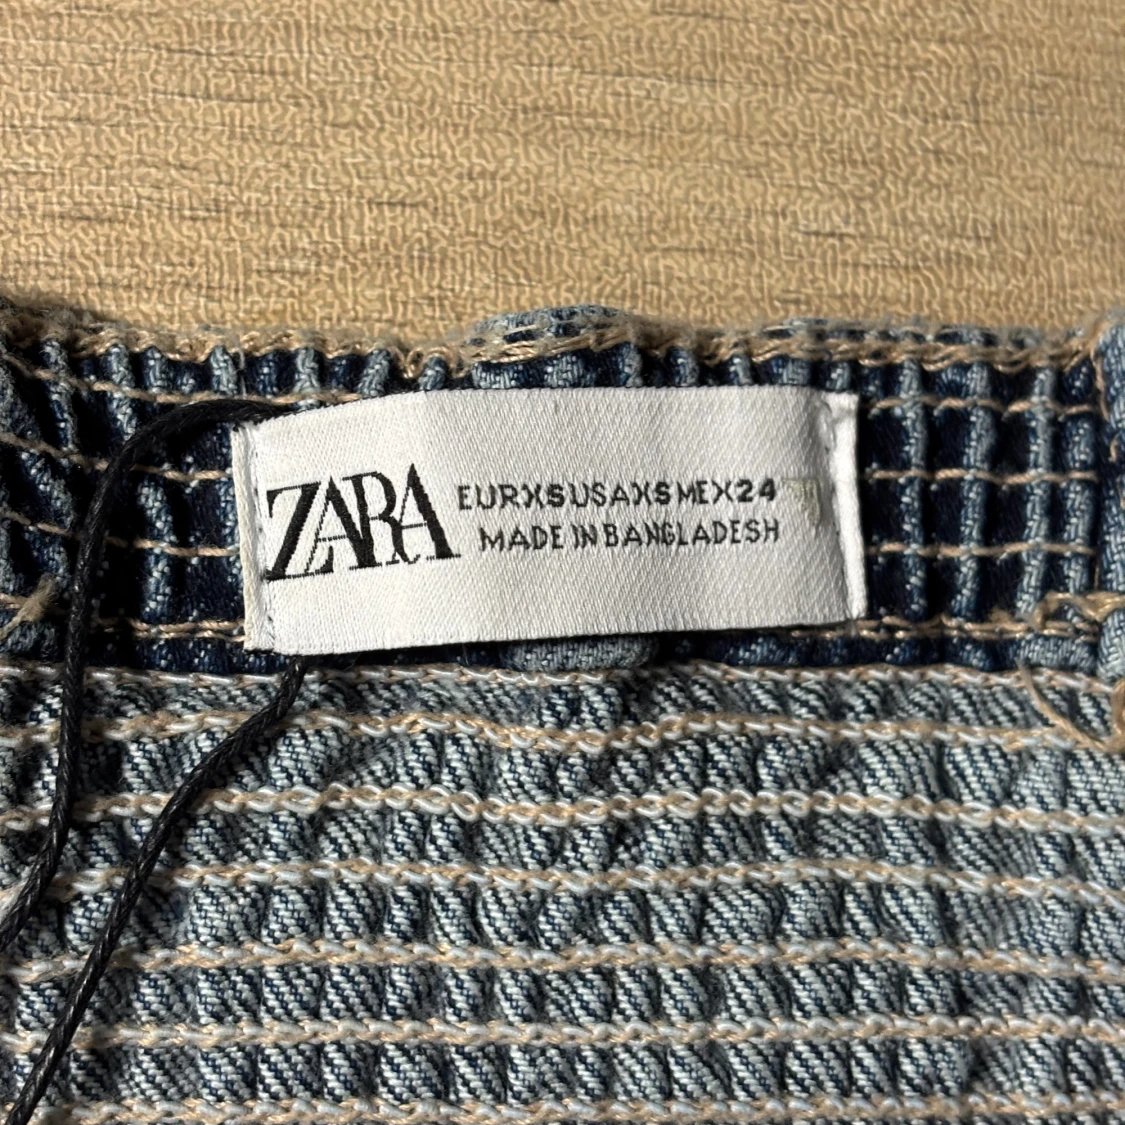 ZARA
EUR XS USA XS MEX 24
MADE IN BANGLADESH